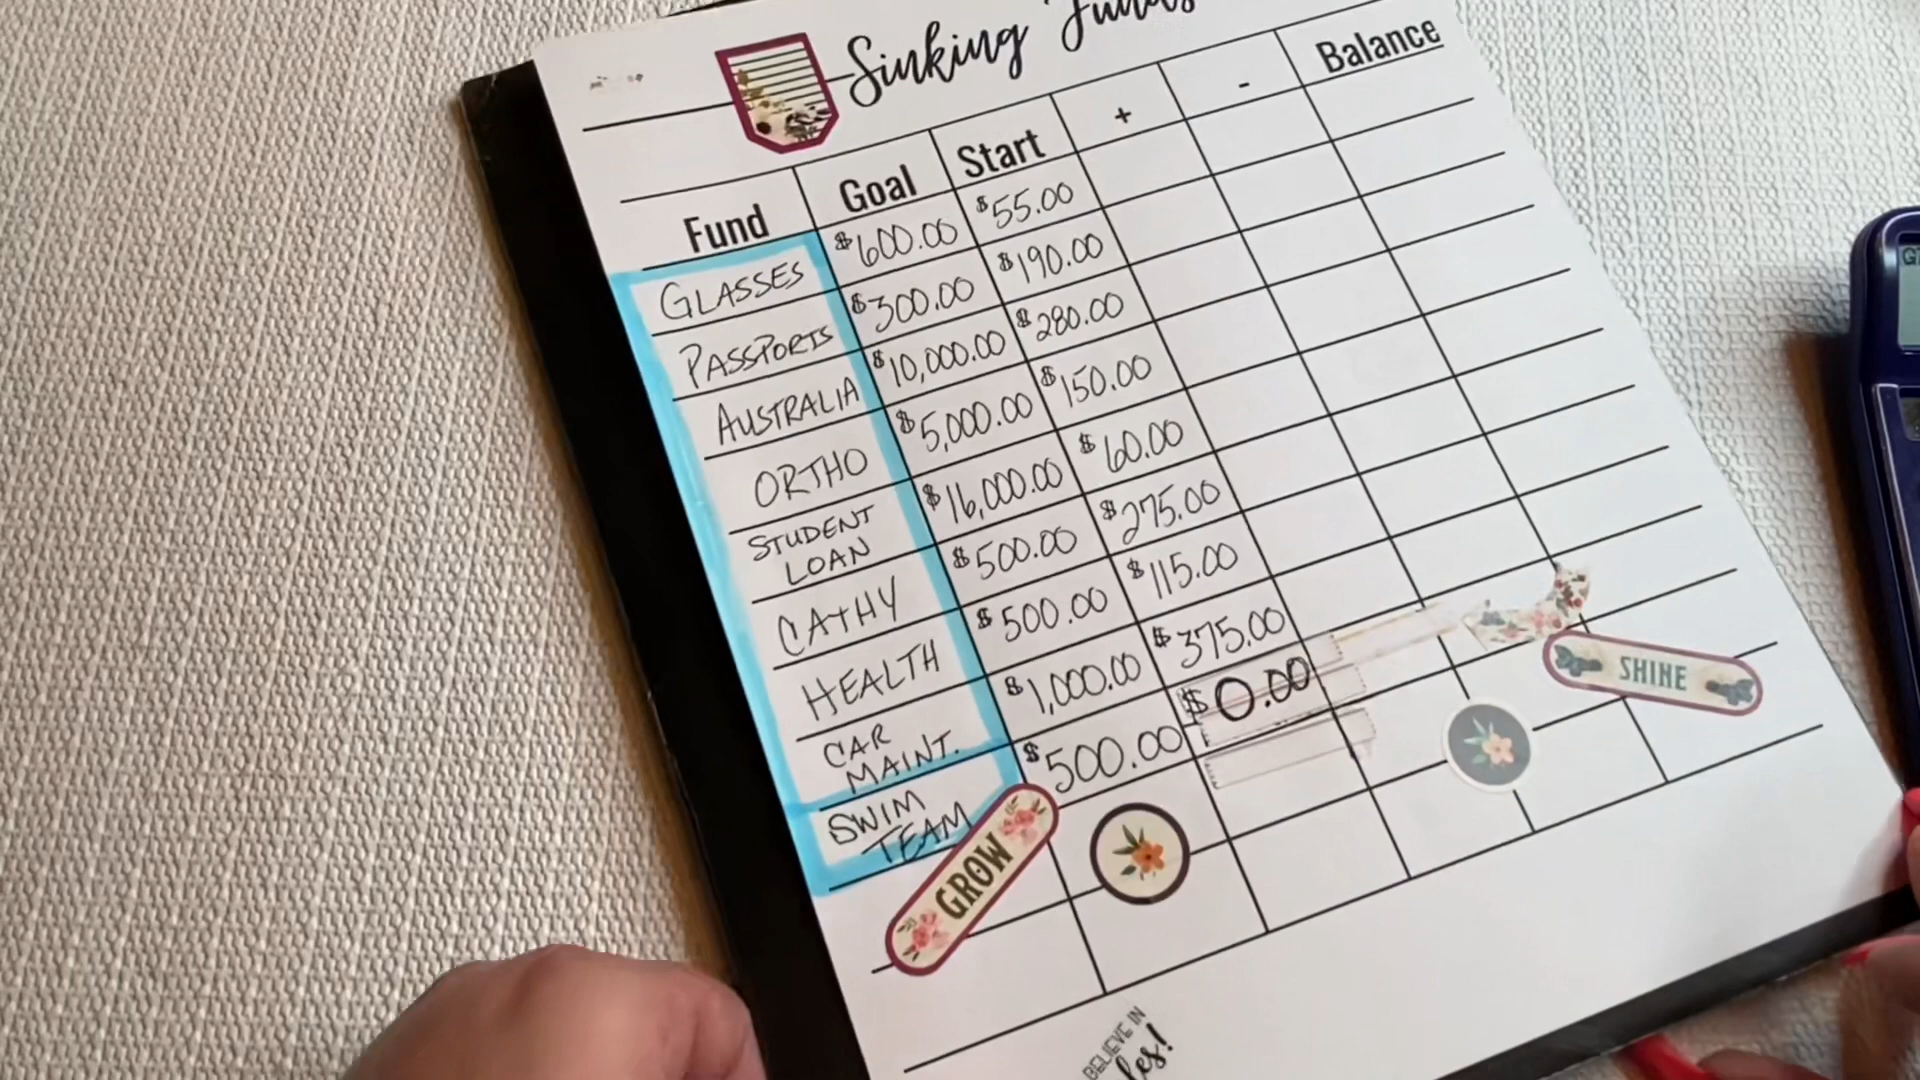 Sinking Funds
Fund Goal Start + - Balance
GLASSES $600.00 $55.00
PASSPORTS $300.00 $190.00
AUSTRALIA $10,000.00 $280.00
ORTHO $5,000.00 $150.00
STUDENT
LOAN $16,000.00 $60.00
CATHY $500.00 $275.00
HEALTH $500.00 $115.00
CAR
MAINT. $1,000.00 $375.00
SWIM
TEAM $500.00 $0.00
GROW
SHINE
BELIEVE IN